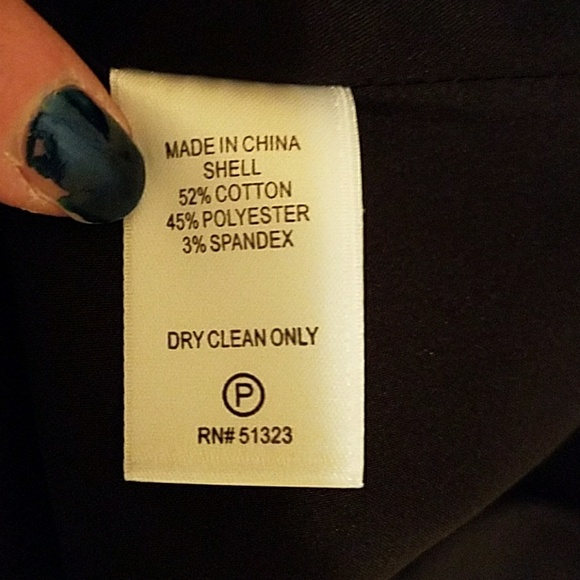 MADE IN CHINA
SHELL
52% COTTON
45% POLYESTER
3% SPANDEX
DRY CLEAN ONLY
P
RN# 51323